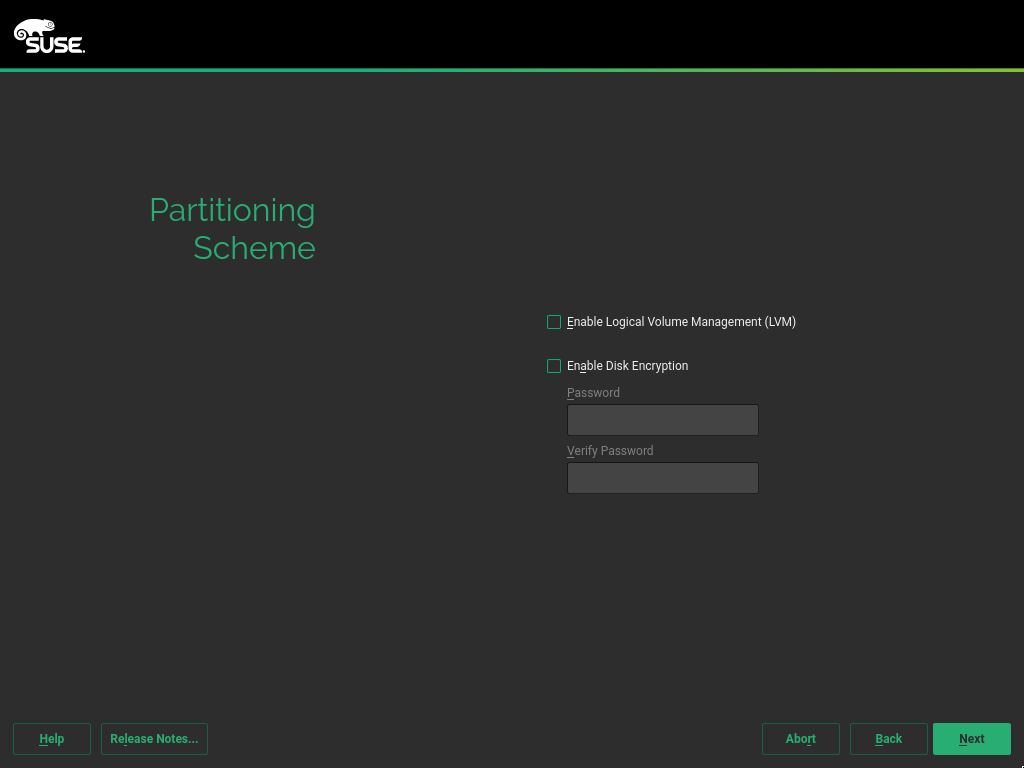 SUSE.
Partitioning
Scheme
Enable Logical Volume Management (LVM)
Enable Disk Encryption
Password
Verify Password
Help
Release Notes...
Abort
Back
Next